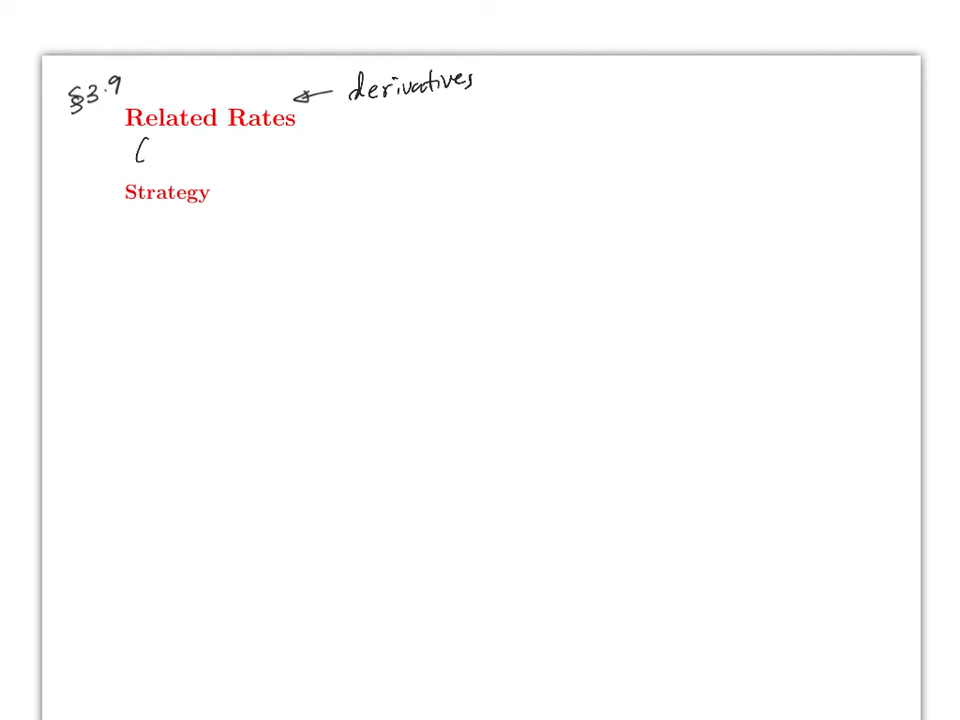 §3.9
derivatives
Related Rates
(
Strategy